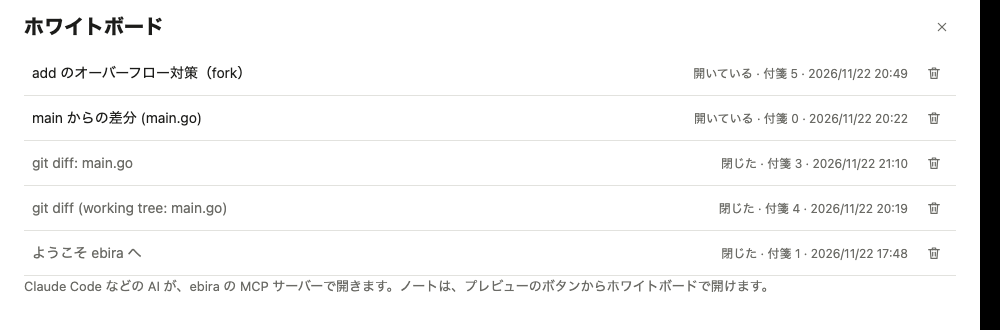 ホワイトボード
add のオーバーフロー対策（fork） 開いている · 付箋 5 · 2026/11/22 20:49
main からの差分 (main.go) 開いている · 付箋 0 · 2026/11/22 20:22
git diff: main.go 閉じた · 付箋 3 · 2026/11/22 21:10
git diff (working tree: main.go) 閉じた · 付箋 4 · 2026/11/22 20:19
ようこそ ebira へ 閉じた · 付箋 1 · 2026/11/22 17:48
Claude Code などの AI が、ebira の MCP サーバーで開きます。ノートは、プレビューのボタンからホワイトボードで開けます。